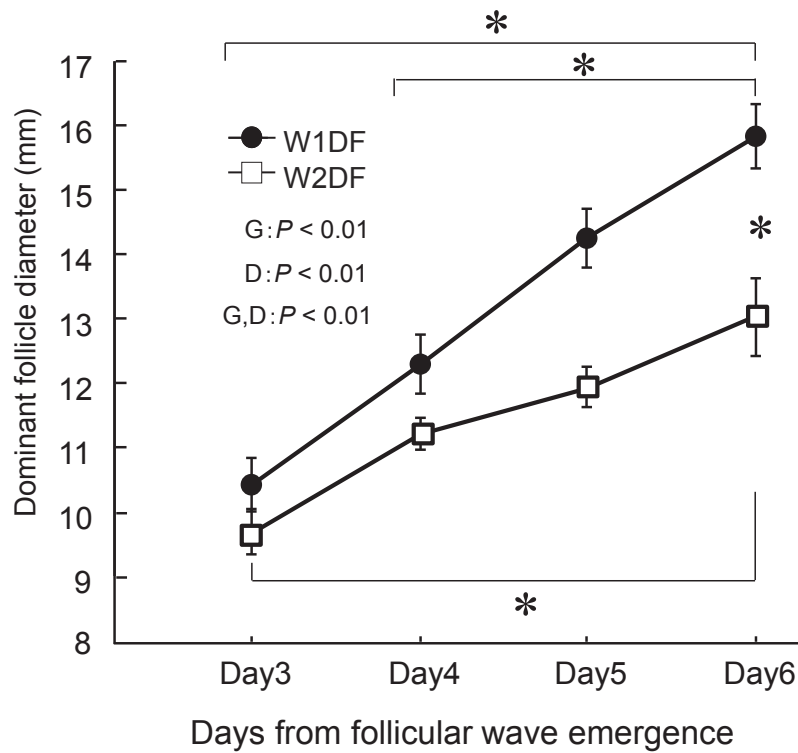 *
*
17
16
15
14
13
12
11
10
9
8
Dominant follicle diameter (mm)
W1DF
W2DF
G:P < 0.01
D:P < 0.01
G,D:P < 0.01
*
*
Day3 Day4 Day5 Day6
Days from follicular wave emergence